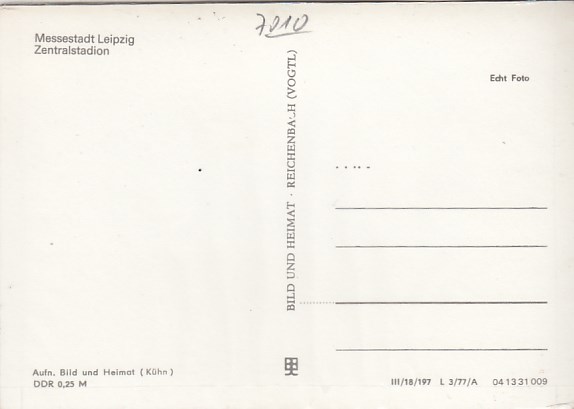 7010
Messestadt Leipzig
Zentralstadion
Echt Foto
BILD UND HEIMAT · REICHENBACH (VOGTL)
Aufn. Bild und Heimat (Kühn)
DDR 0,25 M
III/18/197 L 3/77/A 04 13 31 009